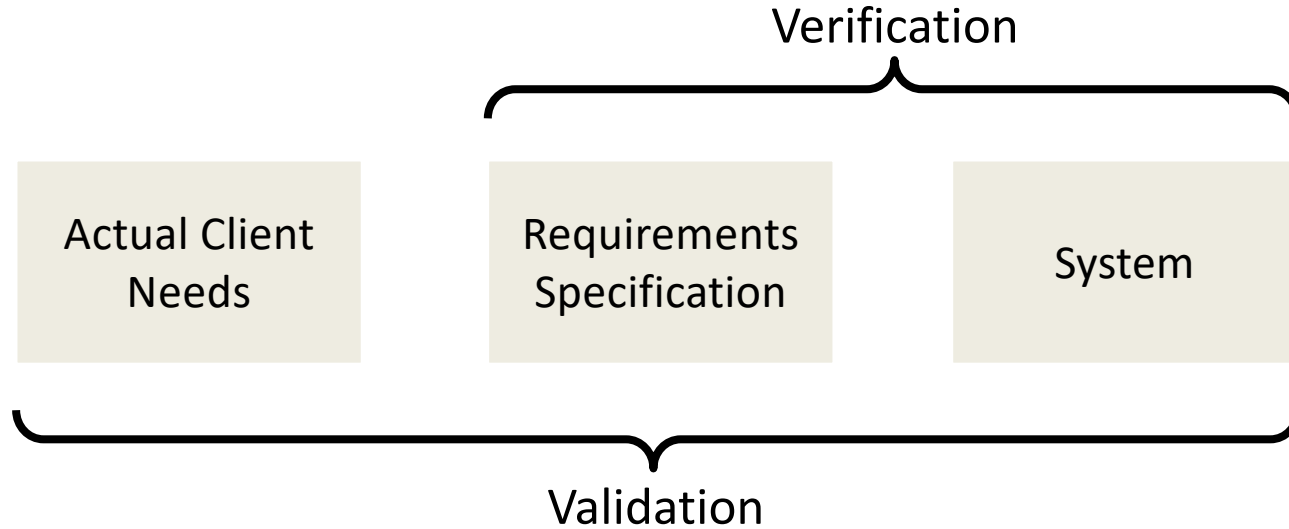 Verification
Actual Client
Needs
Requirements
Specification
System
Validation